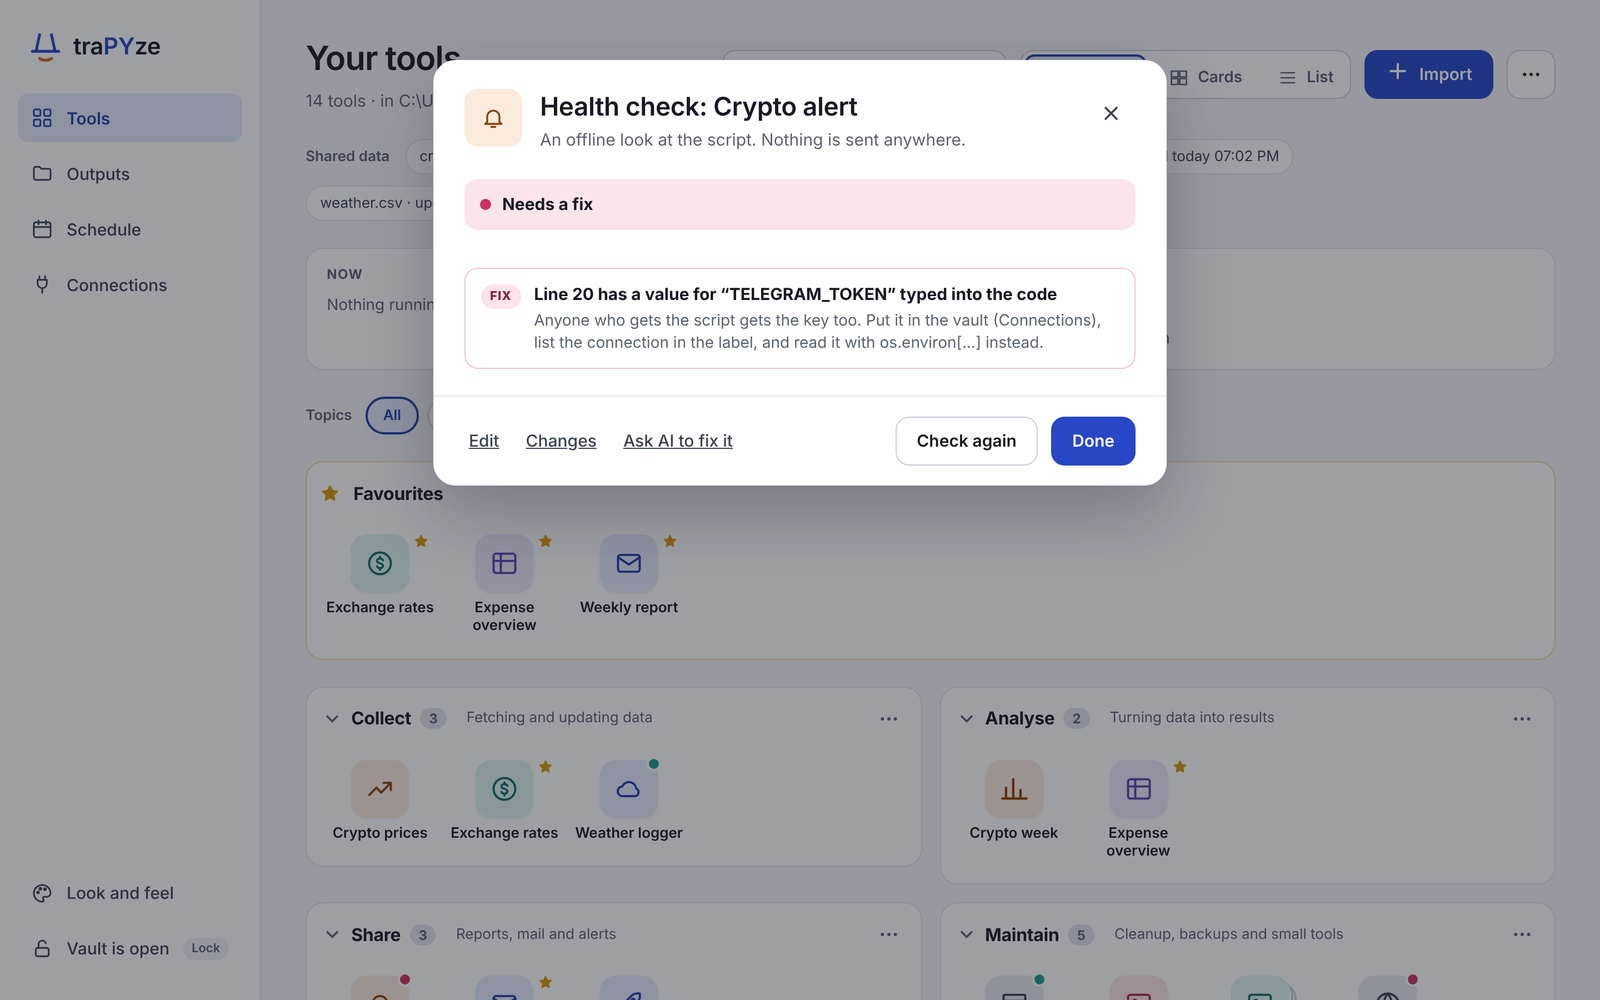 traPYze
Tools
Outputs
Schedule
Connections
Look and feel
Vault is open
Lock
Your tools
14 tools · in C:\U
Cards
List
Import
Shared data
today 07:02 PM
weather.csv · up
NOW
Nothing runnin
Topics
All
Health check: Crypto alert
An offline look at the script. Nothing is sent anywhere.
Needs a fix
FIX
Line 20 has a value for “TELEGRAM_TOKEN” typed into the code
Anyone who gets the script gets the key too. Put it in the vault (Connections),
list the connection in the label, and read it with os.environ[...] instead.
Edit
Changes
Ask AI to fix it
Check again
Done
Favourites
Exchange rates
Expense
overview
Weekly report
Collect
3
Fetching and updating data
Crypto prices
Exchange rates
Weather logger
Analyse
2
Turning data into results
Crypto week
Expense
overview
Share
3
Reports, mail and alerts
Maintain
5
Cleanup, backups and small tools